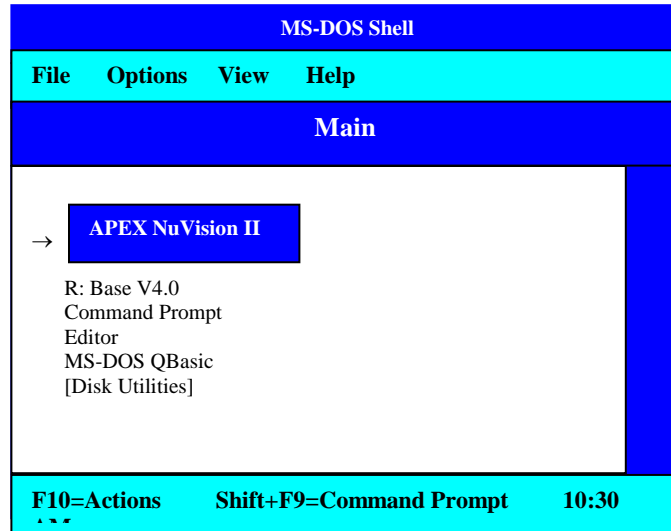 MS-DOS Shell
File Options View Help
Main
→ APEX NuVision II
R: Base V4.0
Command Prompt
Editor
MS-DOS QBasic
[Disk Utilities]
F10=Actions Shift+F9=Command Prompt 10:30
AM